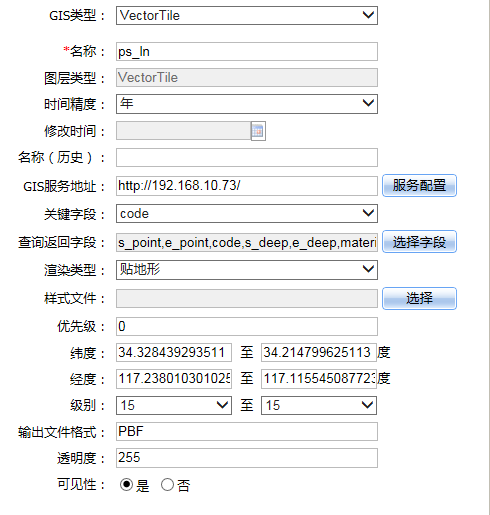 GIS类型： VectorTile
*名称： ps_ln
图层类型： VectorTile
时间精度： 年
修改时间：
名称（历史）：
GIS服务地址： http://192.168.10.73/ 服务配置
关键字段： code
查询返回字段： s_point,e_point,code,s_deep,e_deep,materi 选择字段
渲染类型： 贴地形
样式文件： 选择
优先级： 0
纬度： 34.328439293511 至 34.214799625113 度
经度： 117.238010301025 至 117.115545087723 度
级别： 15 至 15
输出文件格式： PBF
透明度： 255
可见性： 是 否